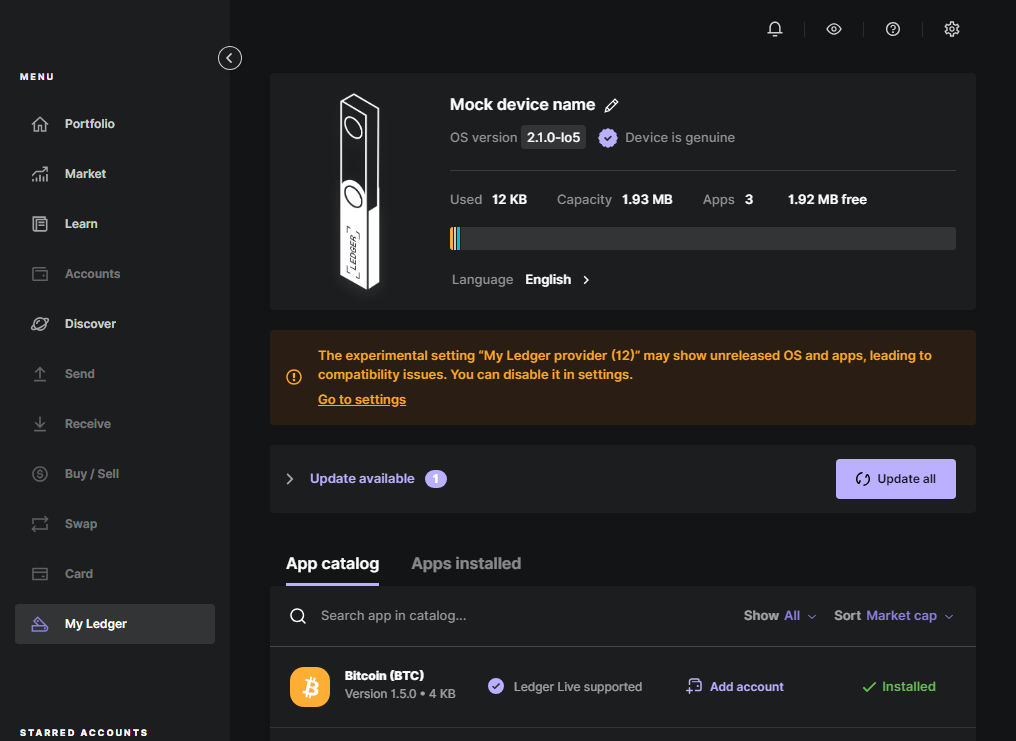 MENU
Portfolio
Market
Learn
Accounts
Discover
Send
Receive
Buy / Sell
Swap
Card
My Ledger
STARRED ACCOUNTS
LEDGER
Mock device name
OS version 2.1.0-lo5 Device is genuine
Used 12 KB Capacity 1.93 MB Apps 3 1.92 MB free
Language English
The experimental setting “My Ledger provider (12)” may show unreleased OS and apps, leading to
compatibility issues. You can disable it in settings.
Go to settings
Update available 1 Update all
App catalog Apps installed
Search app in catalog... Show All Sort Market cap
Bitcoin (BTC)
Version 1.5.0 • 4 KB Ledger Live supported Add account Installed